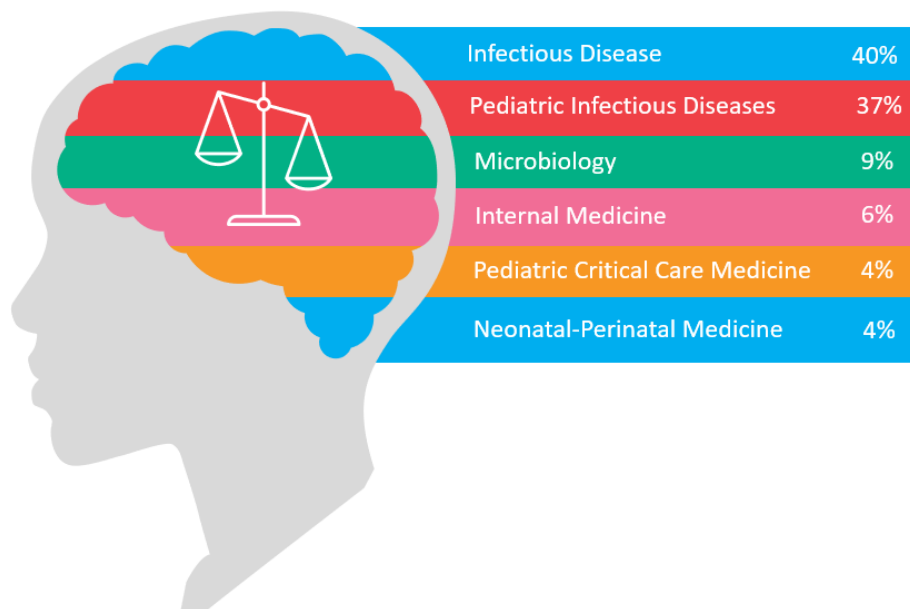 Infectious Disease 40%
Pediatric Infectious Diseases 37%
Microbiology 9%
Internal Medicine 6%
Pediatric Critical Care Medicine 4%
Neonatal-Perinatal Medicine 4%